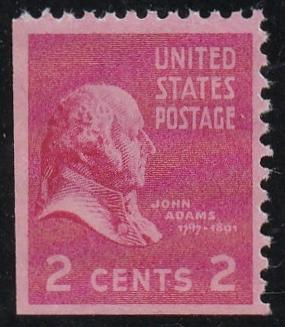 UNITED
STATES
POSTAGE
JOHN
ADAMS
1797-1801
2 CENTS 2